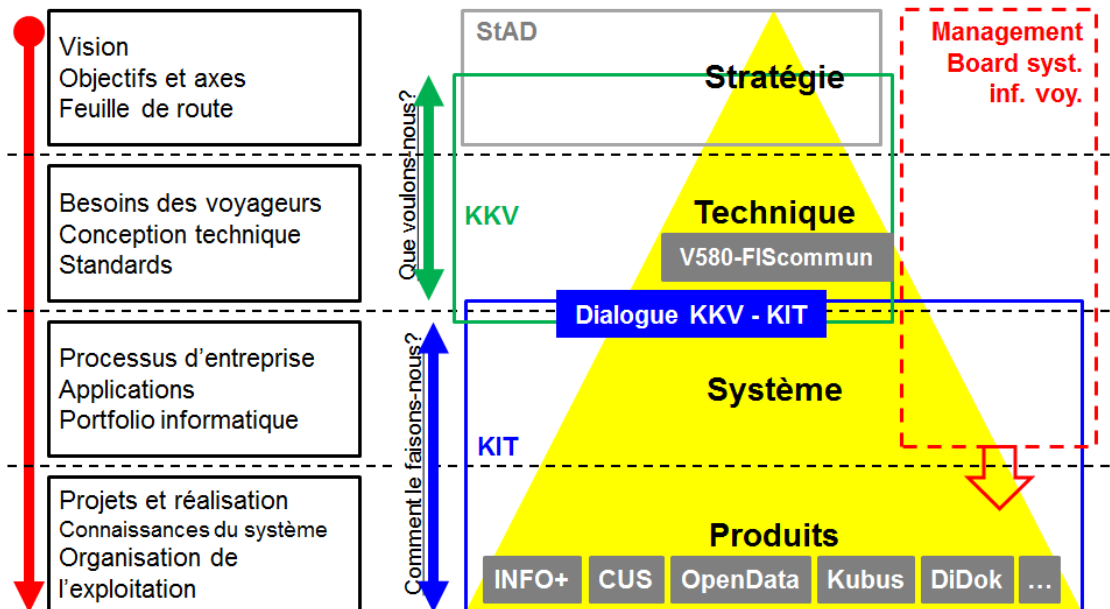 Vision
Objectifs et axes
Feuille de route
Besoins des voyageurs
Conception technique
Standards
Processus d’entreprise
Applications
Portfolio informatique
Projets et réalisation
Connaissances du système
Organisation de
l’exploitation
Que voulons-nous?
Comment le faisons-nous?
StAD
Stratégie
KKV
Technique
V580-FIScommun
Dialogue KKV - KIT
Système
KIT
Produits
INFO+
CUS
OpenData
Kubus
DiDok
...
Management
Board syst.
inf. voy.